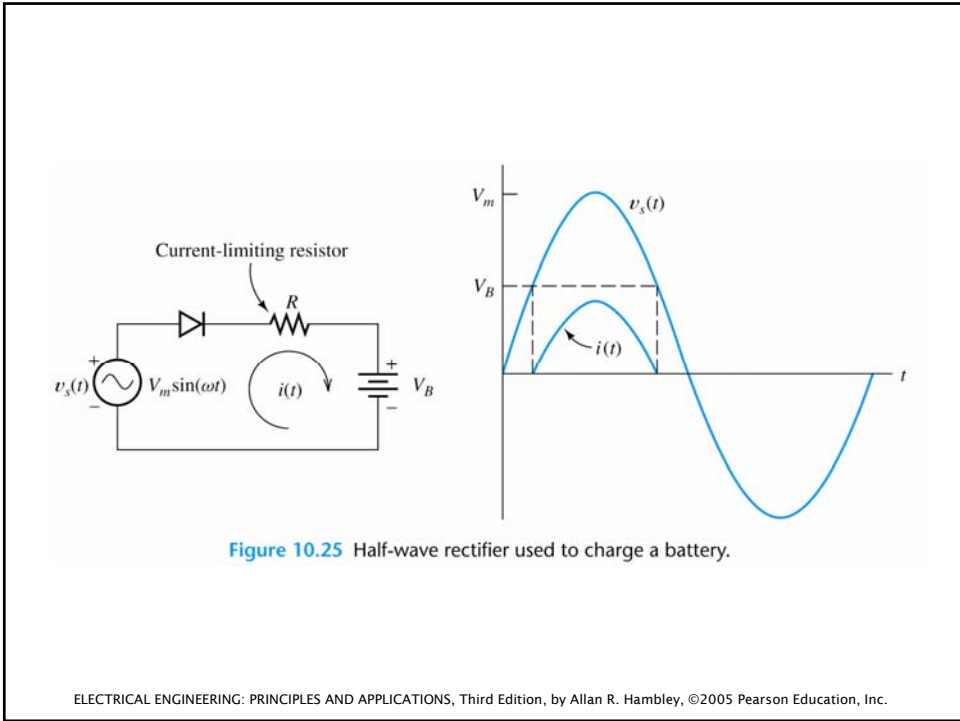 Current-limiting resistor
R
+
v_s(t)
−
V_m sin(ωt)
i(t)
+
−
V_B
V_m
v_s(t)
V_B
i(t)
t
Figure 10.25 Half-wave rectifier used to charge a battery.
ELECTRICAL ENGINEERING: PRINCIPLES AND APPLICATIONS, Third Edition, by Allan R. Hambley, ©2005 Pearson Education, Inc.